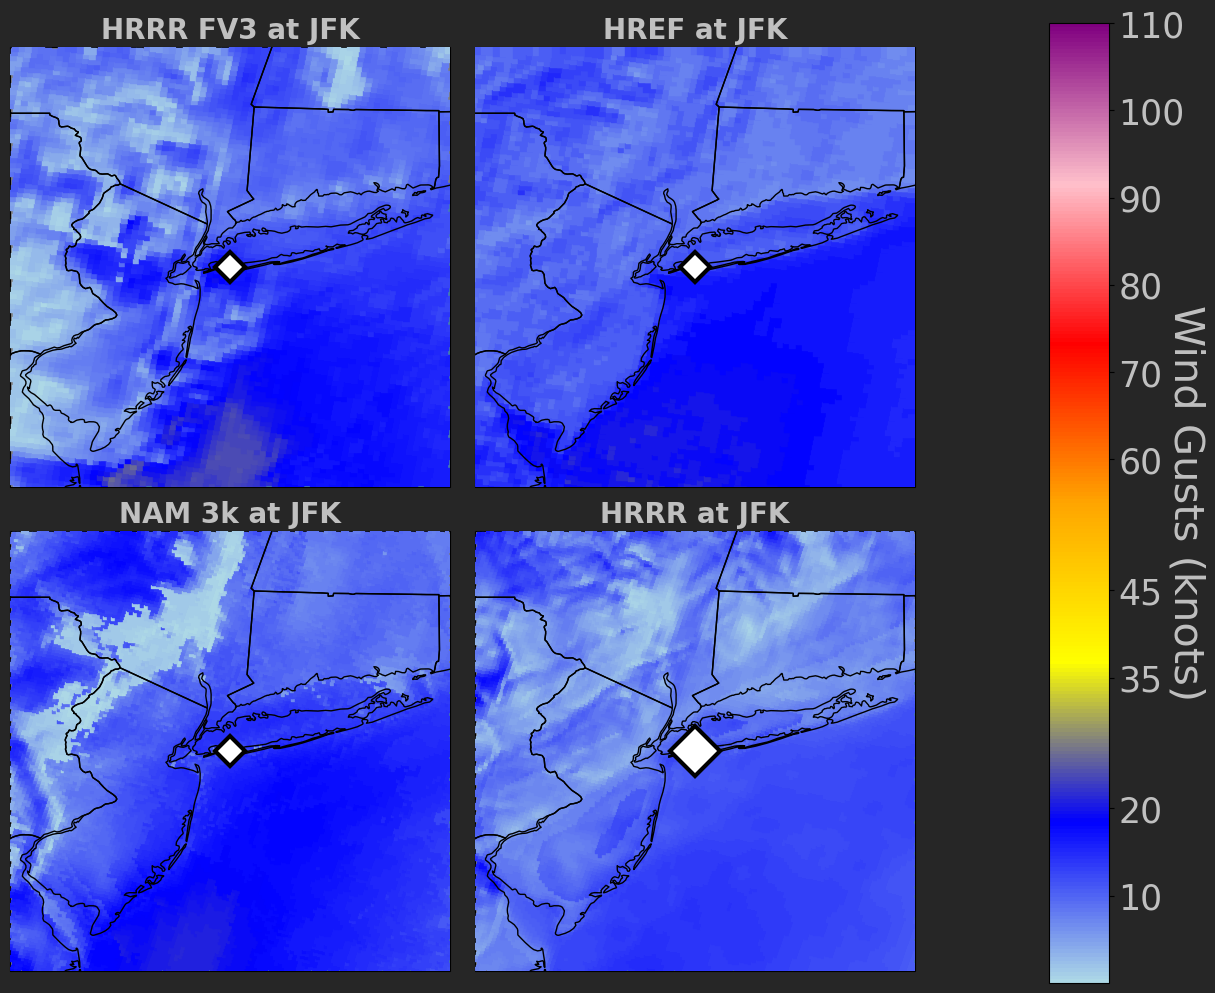 HRRR FV3 at JFK
HREF at JFK
NAM 3k at JFK
HRRR at JFK
110
100
90
80
70
60
45
35
20
10
Wind Gusts (knots)